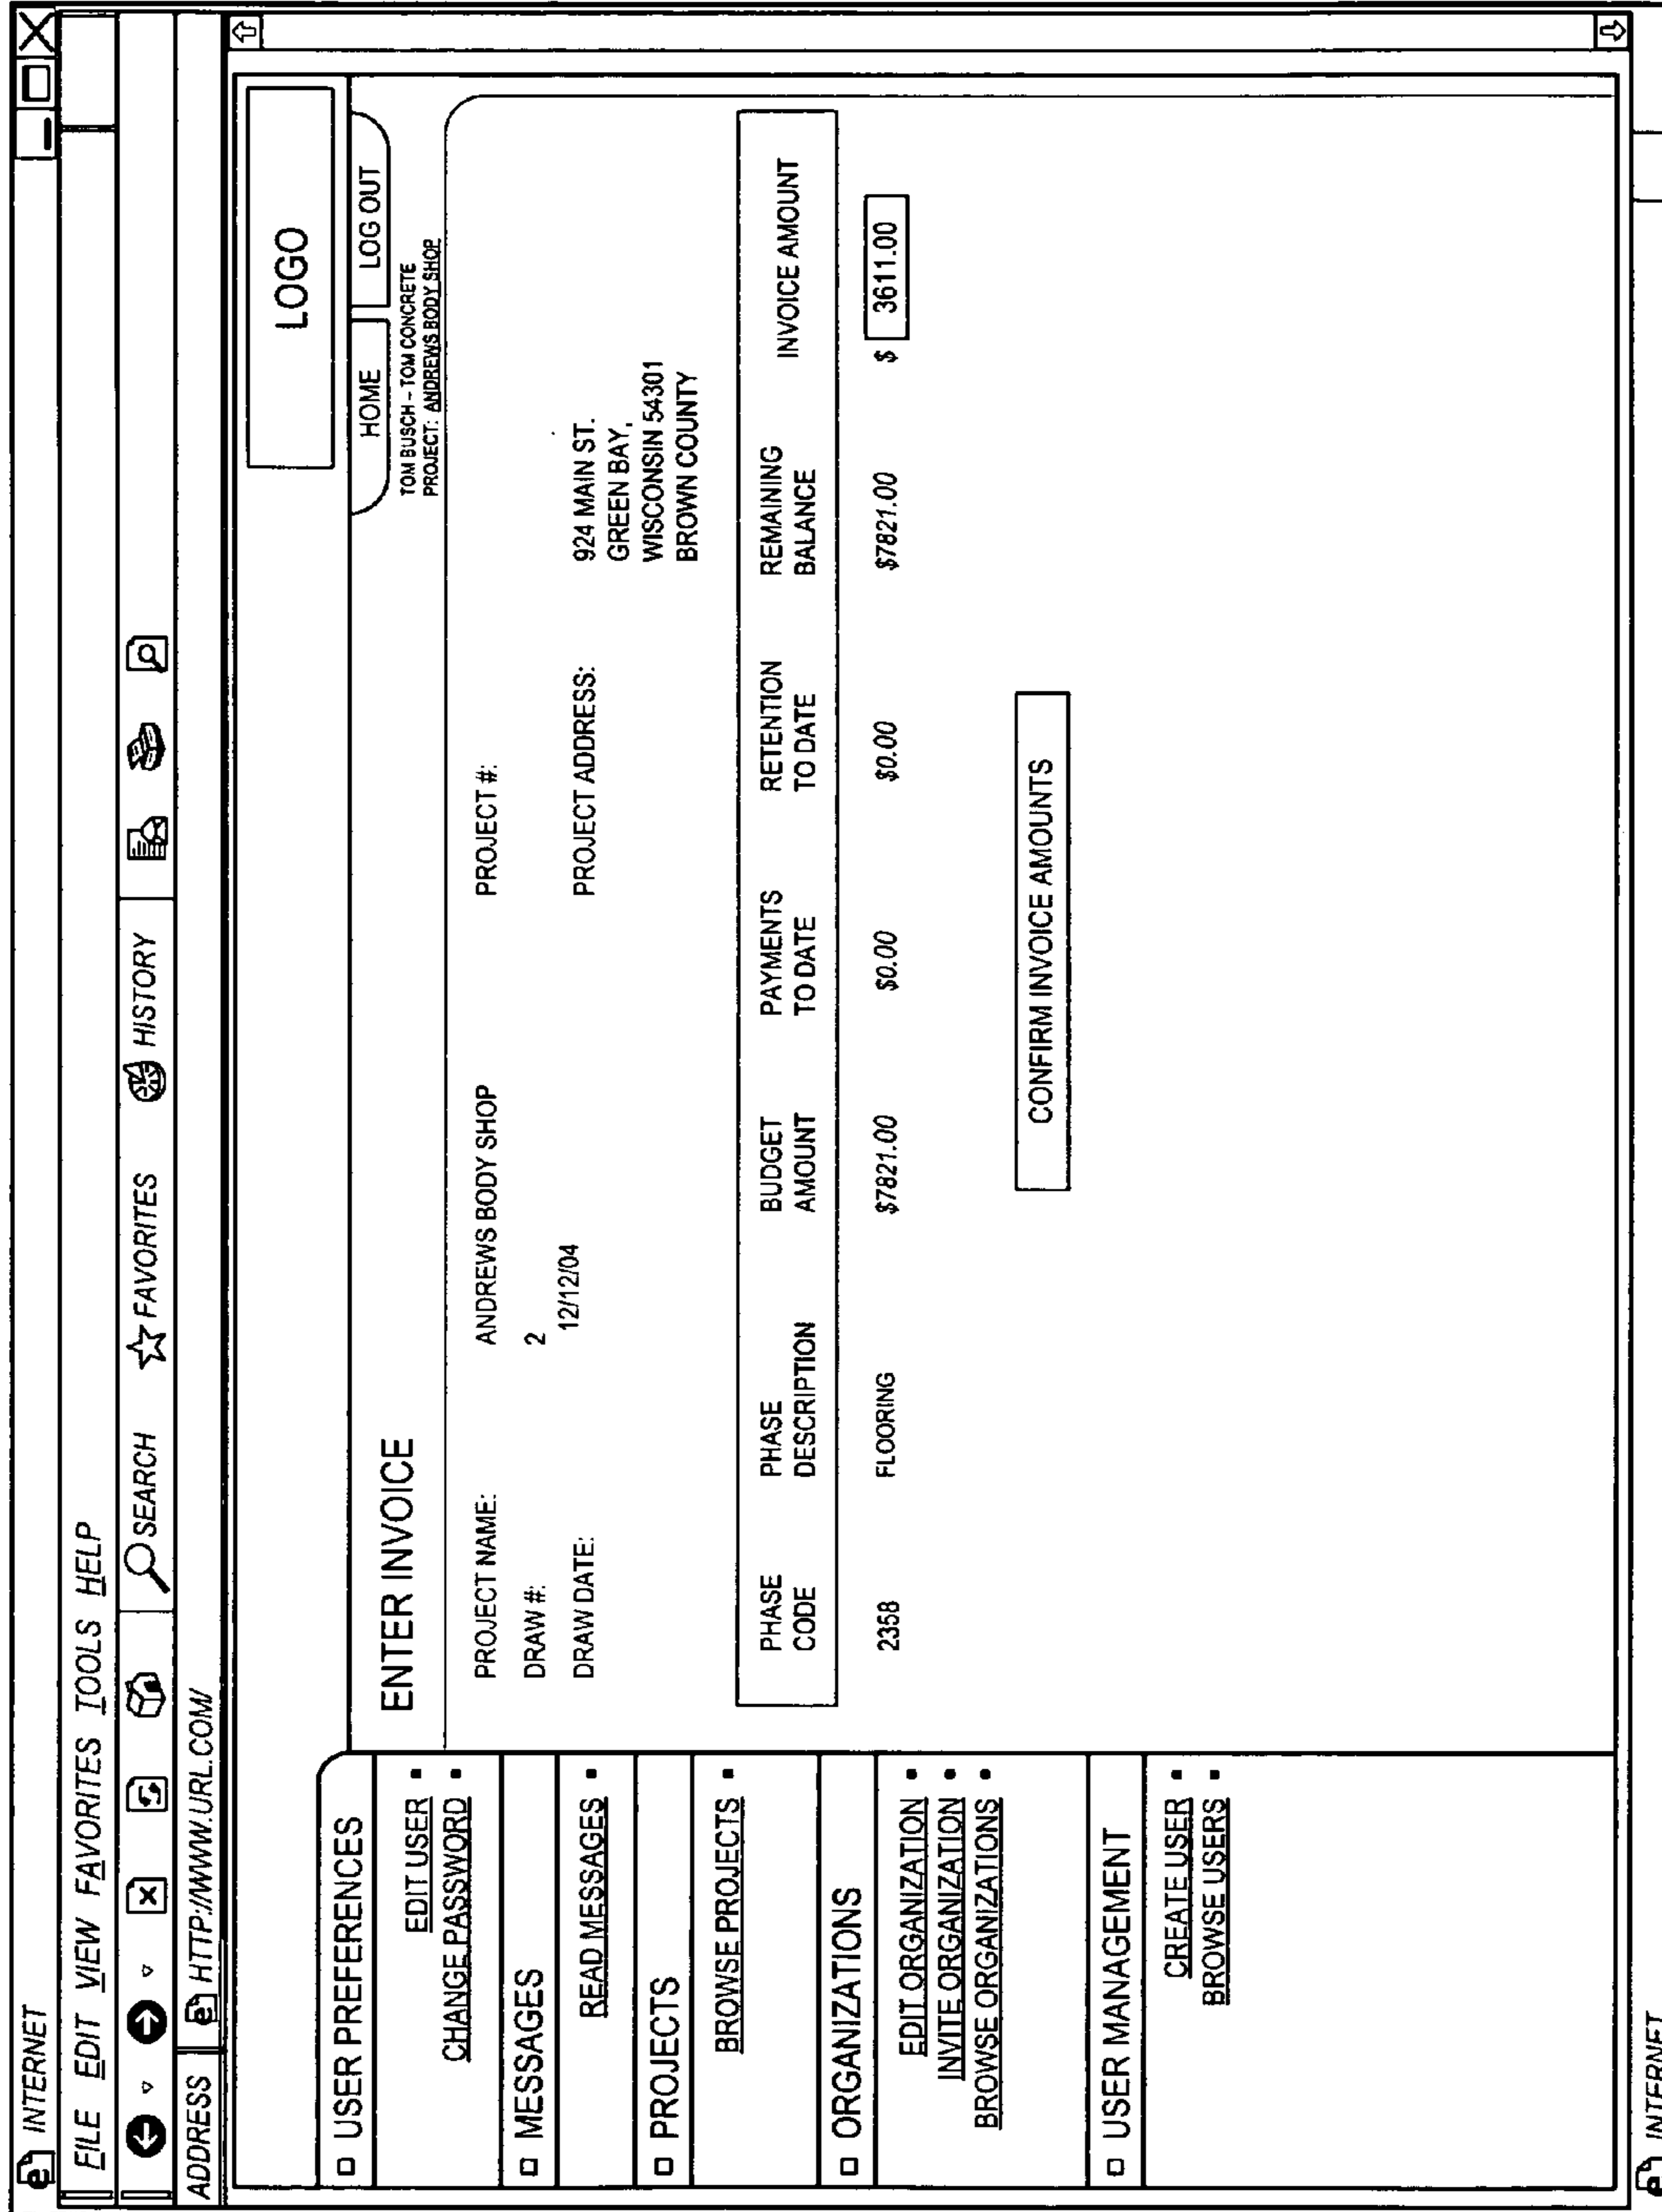 INTERNET
FILE EDIT VIEW FAVORITES TOOLS HELP
SEARCH FAVORITES HISTORY
ADDRESS HTTP://WWW.URL.COM/
LOGO
HOME LOG OUT
TOM BUSCH - TOM CONCRETE
PROJECT: ANDREWS BODY SHOP
USER PREFERENCES
EDIT USER
CHANGE PASSWORD
MESSAGES
READ MESSAGES
PROJECTS
BROWSE PROJECTS
ORGANIZATIONS
EDIT ORGANIZATION
INVITE ORGANIZATION
BROWSE ORGANIZATIONS
USER MANAGEMENT
CREATE USER
BROWSE USERS
ENTER INVOICE
PROJECT NAME: ANDREWS BODY SHOP PROJECT #:
DRAW #: 2
DRAW DATE: 12/12/04 PROJECT ADDRESS: 924 MAIN ST.
GREEN BAY,
WISCONSIN 54301
BROWN COUNTY
PHASE PHASE BUDGET PAYMENTS RETENTION REMAINING INVOICE AMOUNT
CODE DESCRIPTION AMOUNT TO DATE TO DATE BALANCE
2358 FLOORING $7821.00 $0.00 $0.00 $7821.00 $ 3611.00
CONFIRM INVOICE AMOUNTS
INTERNET